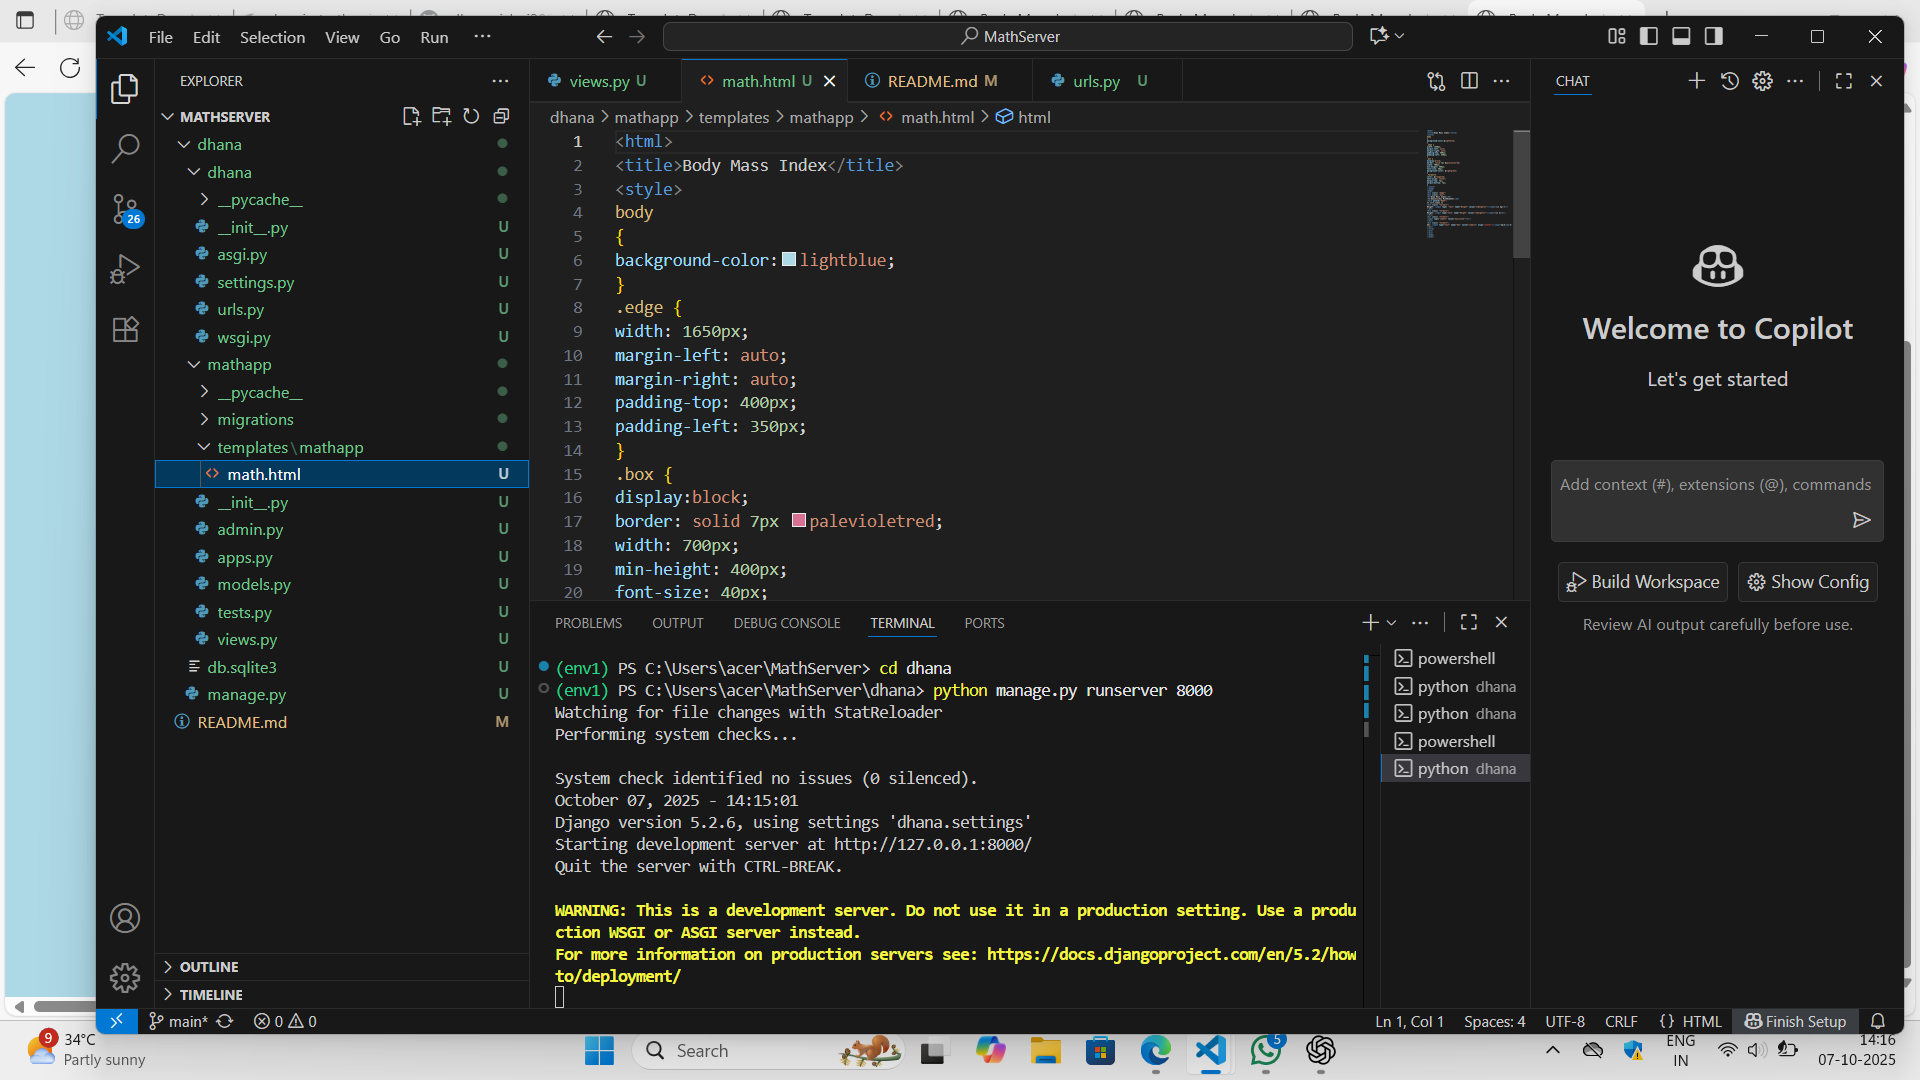 File Edit Selection View Go Run ···
MathServer
EXPLORER
MATHSERVER
dhana
dhana
__pycache__
__init__.py U
asgi.py U
settings.py U
urls.py U
wsgi.py U
mathapp
__pycache__
migrations
templates\mathapp
math.html U
__init__.py U
admin.py U
apps.py U
models.py U
tests.py U
views.py U
db.sqlite3 U
manage.py U
README.md M
OUTLINE
TIMELINE
26
views.py U
math.html U
README.md M
urls.py U
dhana > mathapp > templates > mathapp > math.html > html
1 <html>
2 <title>Body Mass Index</title>
3 <style>
4 body
5 {
6 background-color: lightblue;
7 }
8 .edge {
9 width: 1650px;
10 margin-left: auto;
11 margin-right: auto;
12 padding-top: 400px;
13 padding-left: 350px;
14 }
15 .box {
16 display:block;
17 border: solid 7px palevioletred;
18 width: 700px;
19 min-height: 400px;
20 font-size: 40px;
PROBLEMS OUTPUT DEBUG CONSOLE TERMINAL PORTS
(env1) PS C:\Users\acer\MathServer> cd dhana
(env1) PS C:\Users\acer\MathServer\dhana> python manage.py runserver 8000
Watching for file changes with StatReloader
Performing system checks...
System check identified no issues (0 silenced).
October 07, 2025 - 14:15:01
Django version 5.2.6, using settings 'dhana.settings'
Starting development server at http://127.0.0.1:8000/
Quit the server with CTRL-BREAK.
WARNING: This is a development server. Do not use it in a production setting. Use a produ
ction WSGI or ASGI server instead.
For more information on production servers see: https://docs.djangoproject.com/en/5.2/how
to/deployment/
powershell
python dhana
python dhana
powershell
python dhana
CHAT
Welcome to Copilot
Let's get started
Add context (#), extensions (@), commands
Build Workspace
Show Config
Review AI output carefully before use.
main* 0 0
Ln 1, Col 1 Spaces: 4 UTF-8 CRLF {} HTML Finish Setup
9
34°C
Partly sunny
Search
5
ENG
IN
14:16
07-10-2025